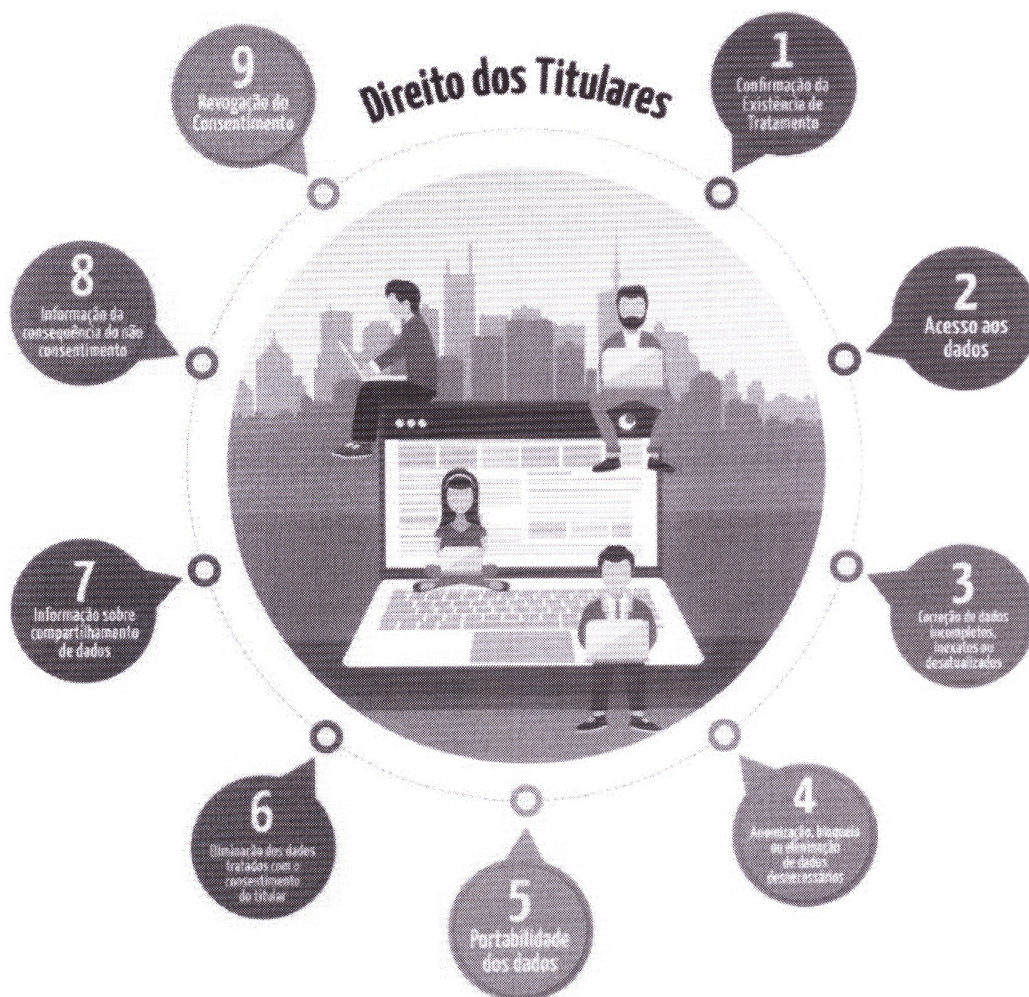 Direito dos Titulares
1
Confirmação da
Existência de
Tratamento
2
Acesso aos
dados
3
Correção de dados
incompletos,
inexatos ou
desatualizados
4
Anonização, bloqueio
ou eliminação
de dados
desnecessários
5
Portabilidade
dos dados
6
Eliminação dos dados
tratados com o
consentimento
do titular
7
Informação sobre
compartilhamento
de dados
8
Informação da
consequência do não
consentimento
9
Revogação do
Consentimento